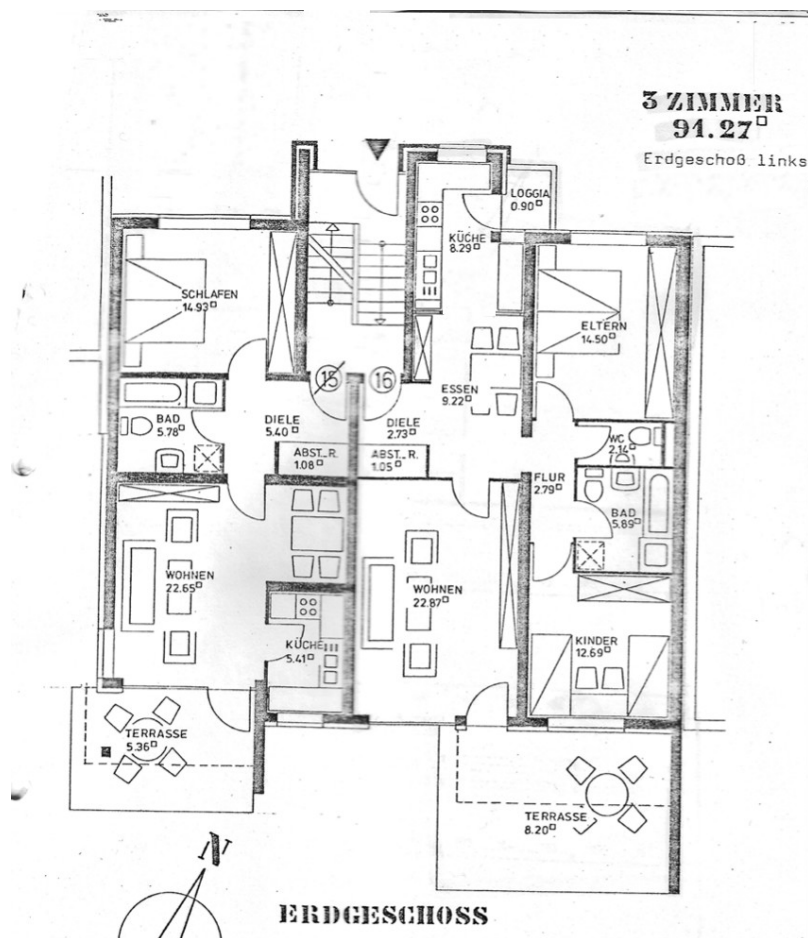 3 ZIMMER
91.27□
Erdgeschoß links
LOGGIA
0.90□
KÜCHE
8.29□
SCHLAFEN
14.93□
ELTERN
14.50□
15
16
ESSEN
9.22□
BAD
5.78□
DIELE
5.40□
DIELE
2.73□
WC
2.14□
ABST.R.
1.08□
ABST.R.
1.05□
FLUR
2.79□
BAD
5.89□
WOHNEN
22.65□
WOHNEN
22.87□
KÜCHE
5.41□
KINDER
12.69□
TERRASSE
5.36□
TERRASSE
8.20□
N
ERDGESCHOSS